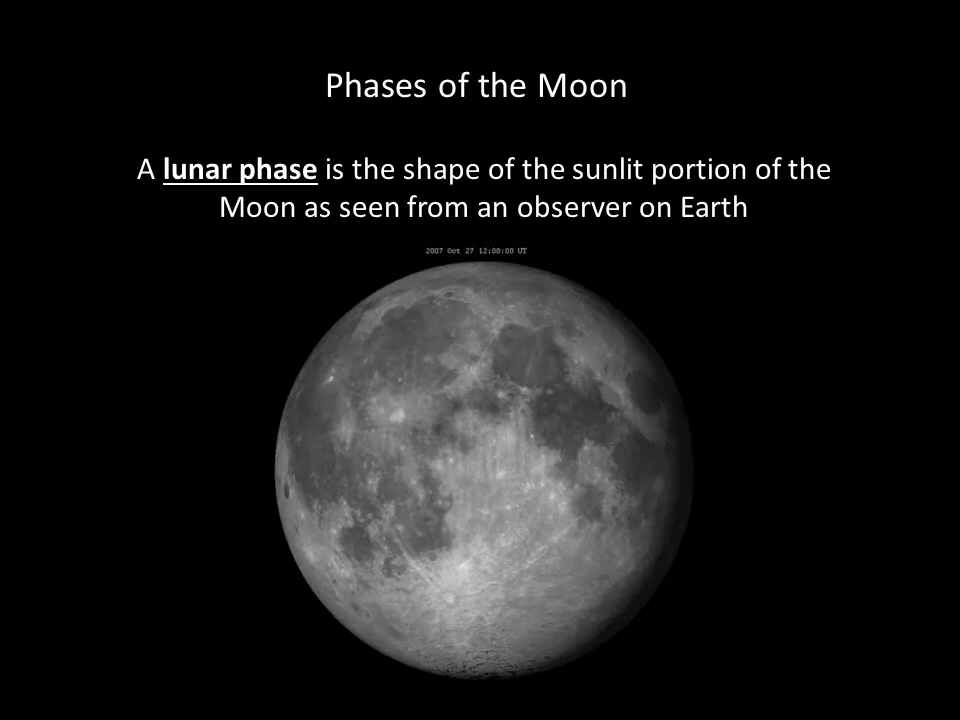 Phases of the Moon
A lunar phase is the shape of the sunlit portion of the
Moon as seen from an observer on Earth
2007 Oct 27 12:00:00 UT